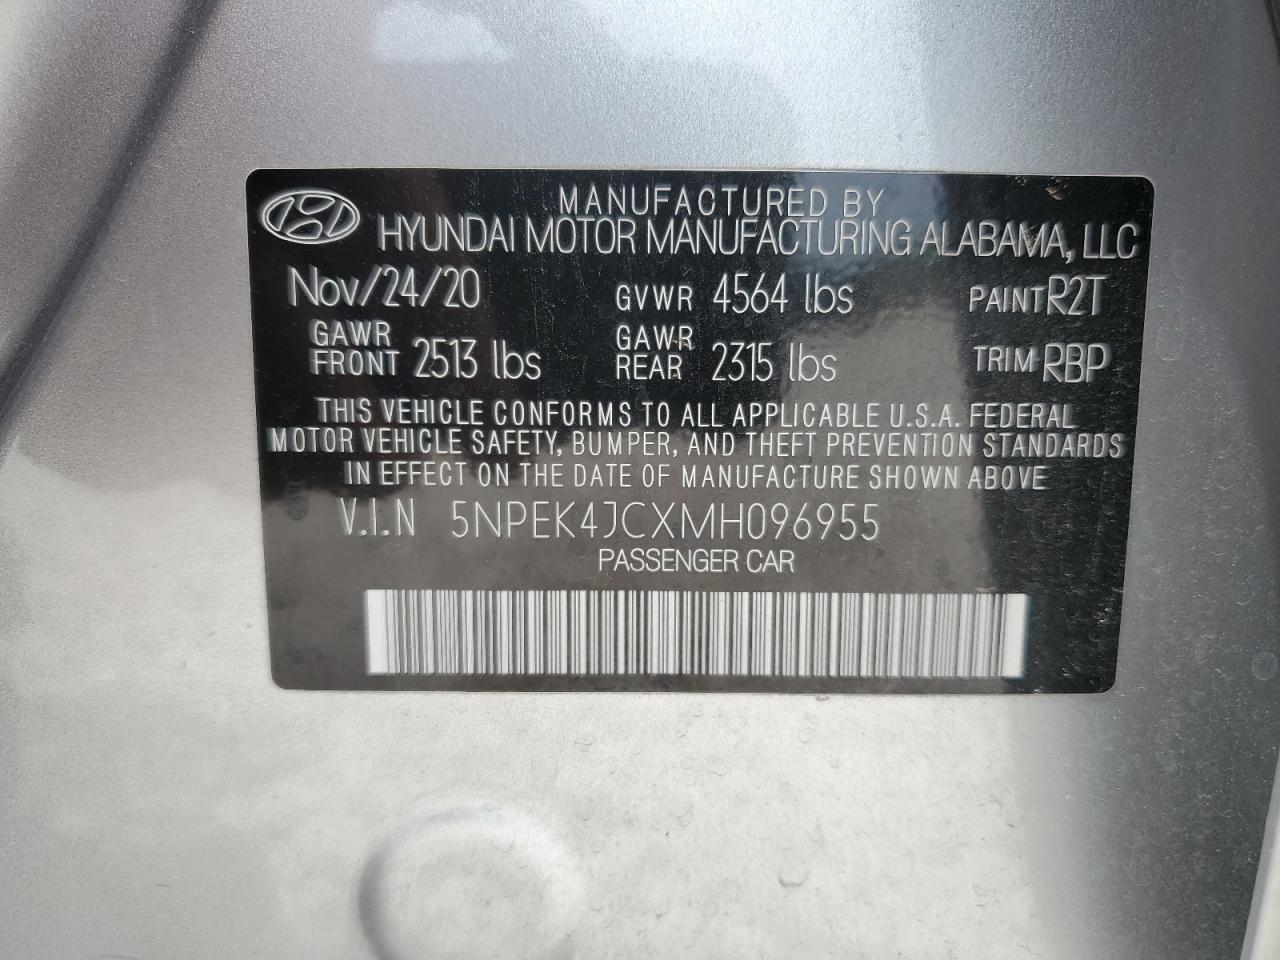 MANUFACTURED BY
HYUNDAI MOTOR MANUFACTURING ALABAMA, LLC
Nov/24/20 GVWR 4564 lbs PAINT R2T
GAWR FRONT 2513 lbs GAWR REAR 2315 lbs TRIM RBP
THIS VEHICLE CONFORMS TO ALL APPLICABLE U.S.A. FEDERAL
MOTOR VEHICLE SAFETY, BUMPER, AND THEFT PREVENTION STANDARDS
IN EFFECT ON THE DATE OF MANUFACTURE SHOWN ABOVE
V.I.N 5NPEK4JCXMH096955
PASSENGER CAR